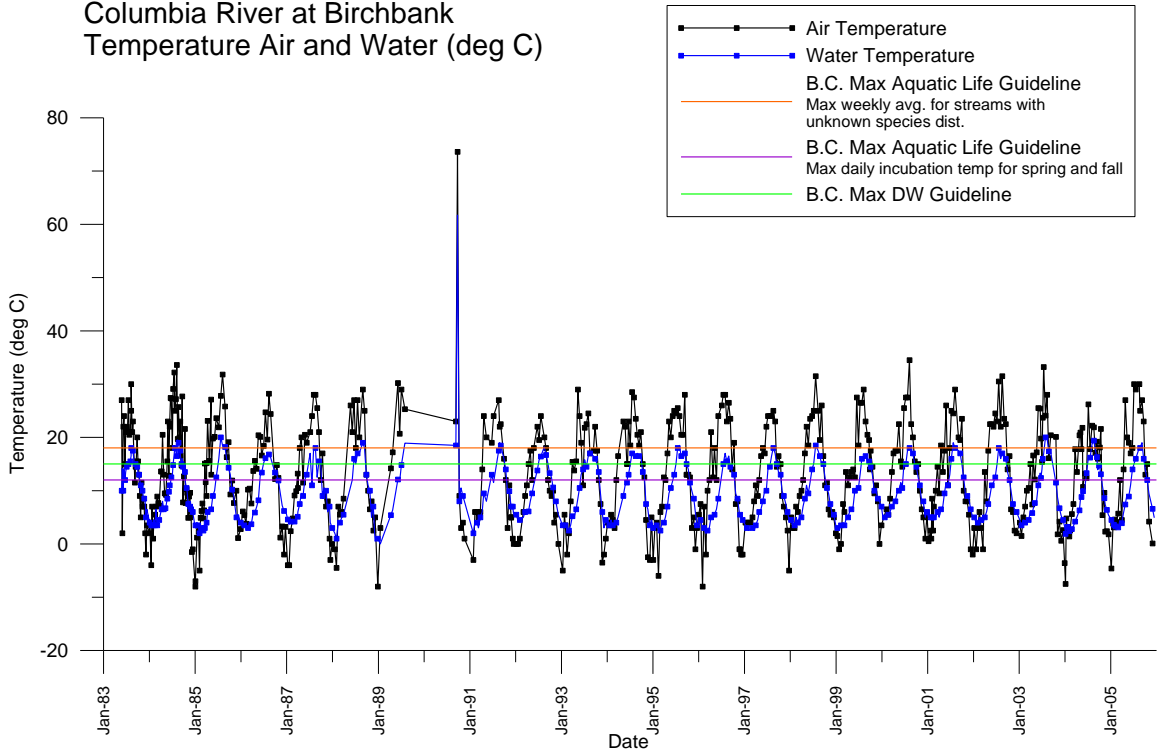 Columbia River at Birchbank
Temperature Air and Water (deg C)
Air Temperature
Water Temperature
B.C. Max Aquatic Life Guideline
Max weekly avg. for streams with
unknown species dist.
B.C. Max Aquatic Life Guideline
Max daily incubation temp for spring and fall
B.C. Max DW Guideline
80
60
40
20
0
-20
Temperature (deg C)
Jan-83
Jan-85
Jan-87
Jan-89
Jan-91
Jan-93
Jan-95
Jan-97
Jan-99
Jan-01
Jan-03
Jan-05
Date